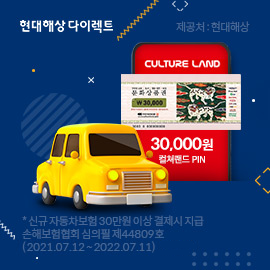 현대해상 다이렉트
제공처 : 현대해상
CULTURE LAND
문화상품권
₩ 30,000
30,000원
컬쳐랜드 PIN
* 신규 자동차보험 30만원 이상 결제시 지급
손해보험협회 심의필 제44809호
(2021.07.12 ~ 2022.07.11)